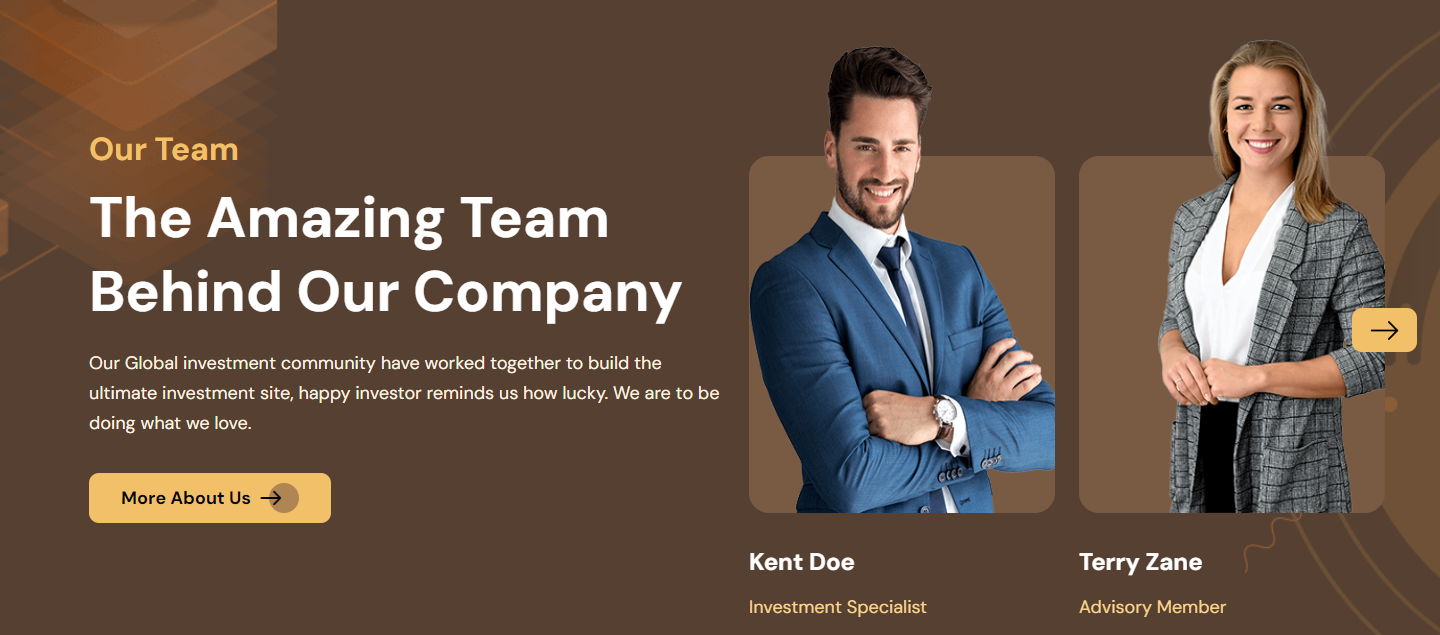 Our Team
The Amazing Team
Behind Our Company
Our Global investment community have worked together to build the
ultimate investment site, happy investor reminds us how lucky. We are to be
doing what we love.
More About Us
Kent Doe
Investment Specialist
Terry Zane
Advisory Member